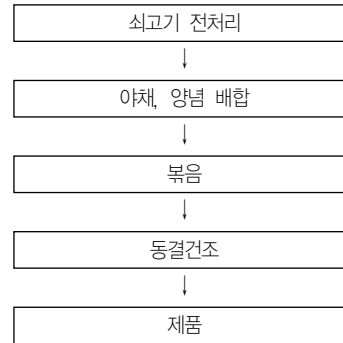 쇠고기 전처리
야채, 양념 배합
볶음
동결건조
제품